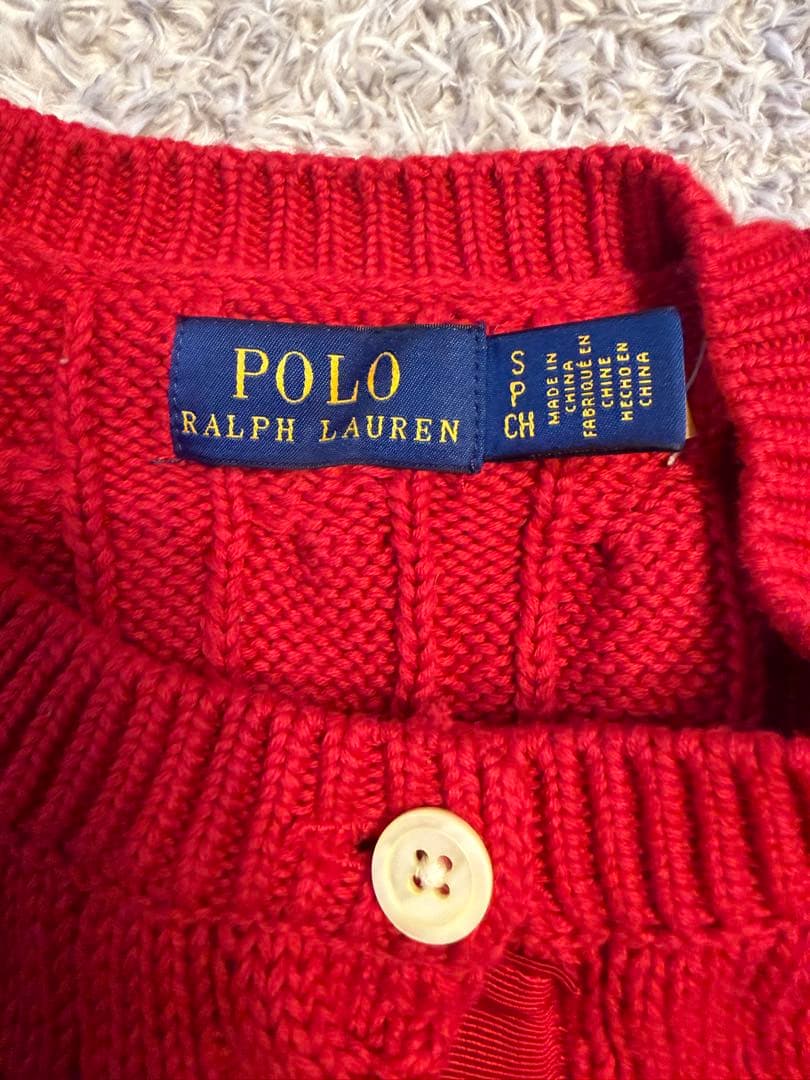 POLO
RALPH LAUREN
S
P
CH
MADE IN
CHINA
FABRIQUÉ EN
CHINE
HECHO EN
CHINA